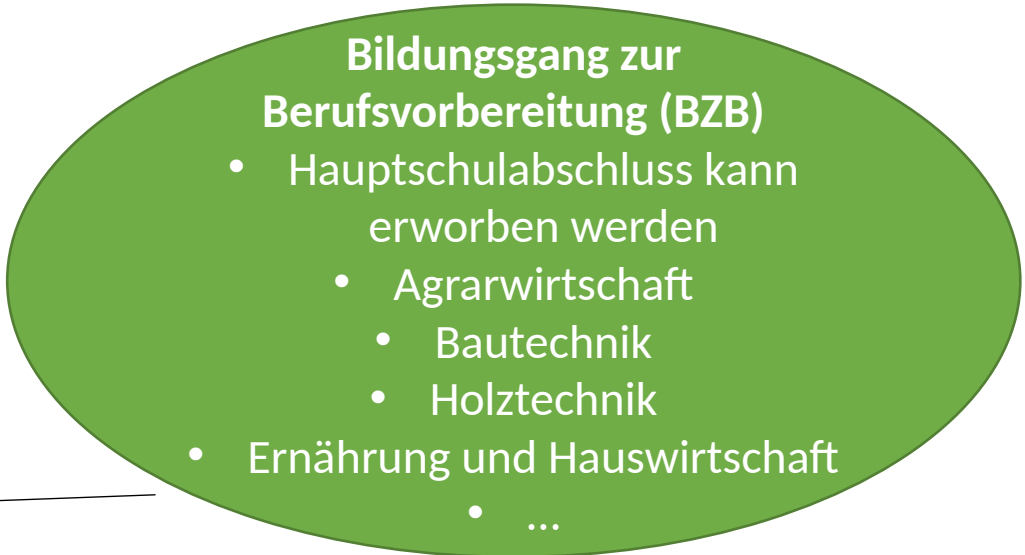 Bildungsgang zur
Berufsvorbereitung (BZB)
• Hauptschulabschluss kann
erworben werden
• Agrarwirtschaft
• Bautechnik
• Holztechnik
• Ernährung und Hauswirtschaft
• ...